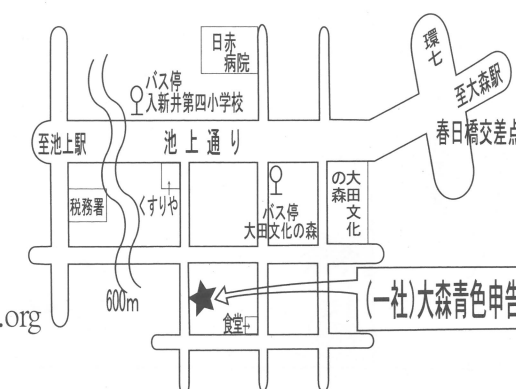 日赤
病院
環七
バス停
入新井第四小学校
至大森駅
至池上駅
池上通り
春日橋交差点
税務署
くすりや
バス停
大田文化の森
大田文化
の森
600m
(一社)大森青色申告
食堂
.org